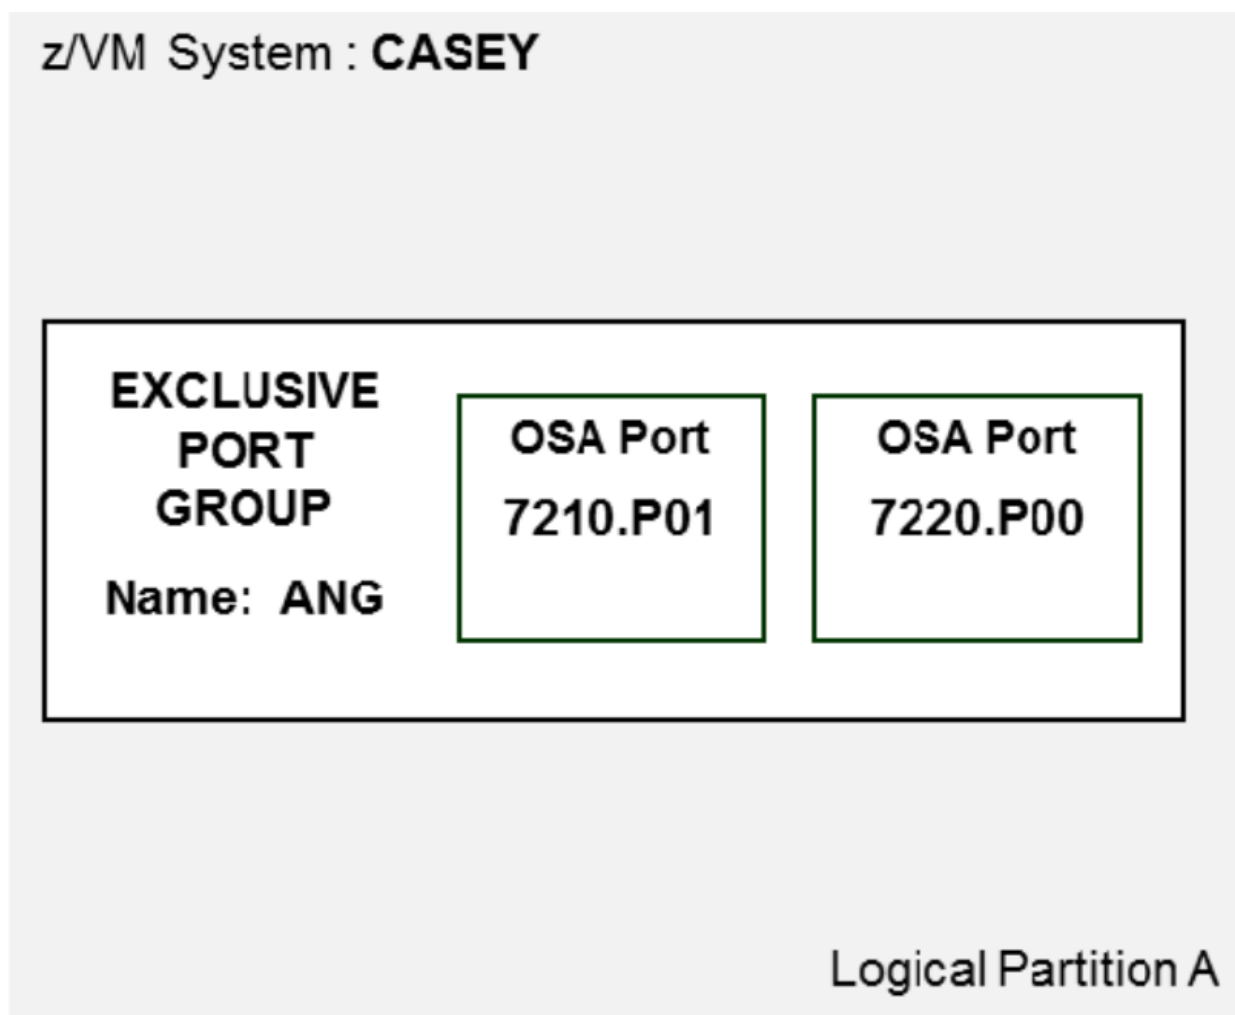 z/VM System : CASEY
EXCLUSIVE
PORT
GROUP
Name: ANG
OSA Port
7210.P01
OSA Port
7220.P00
Logical Partition A